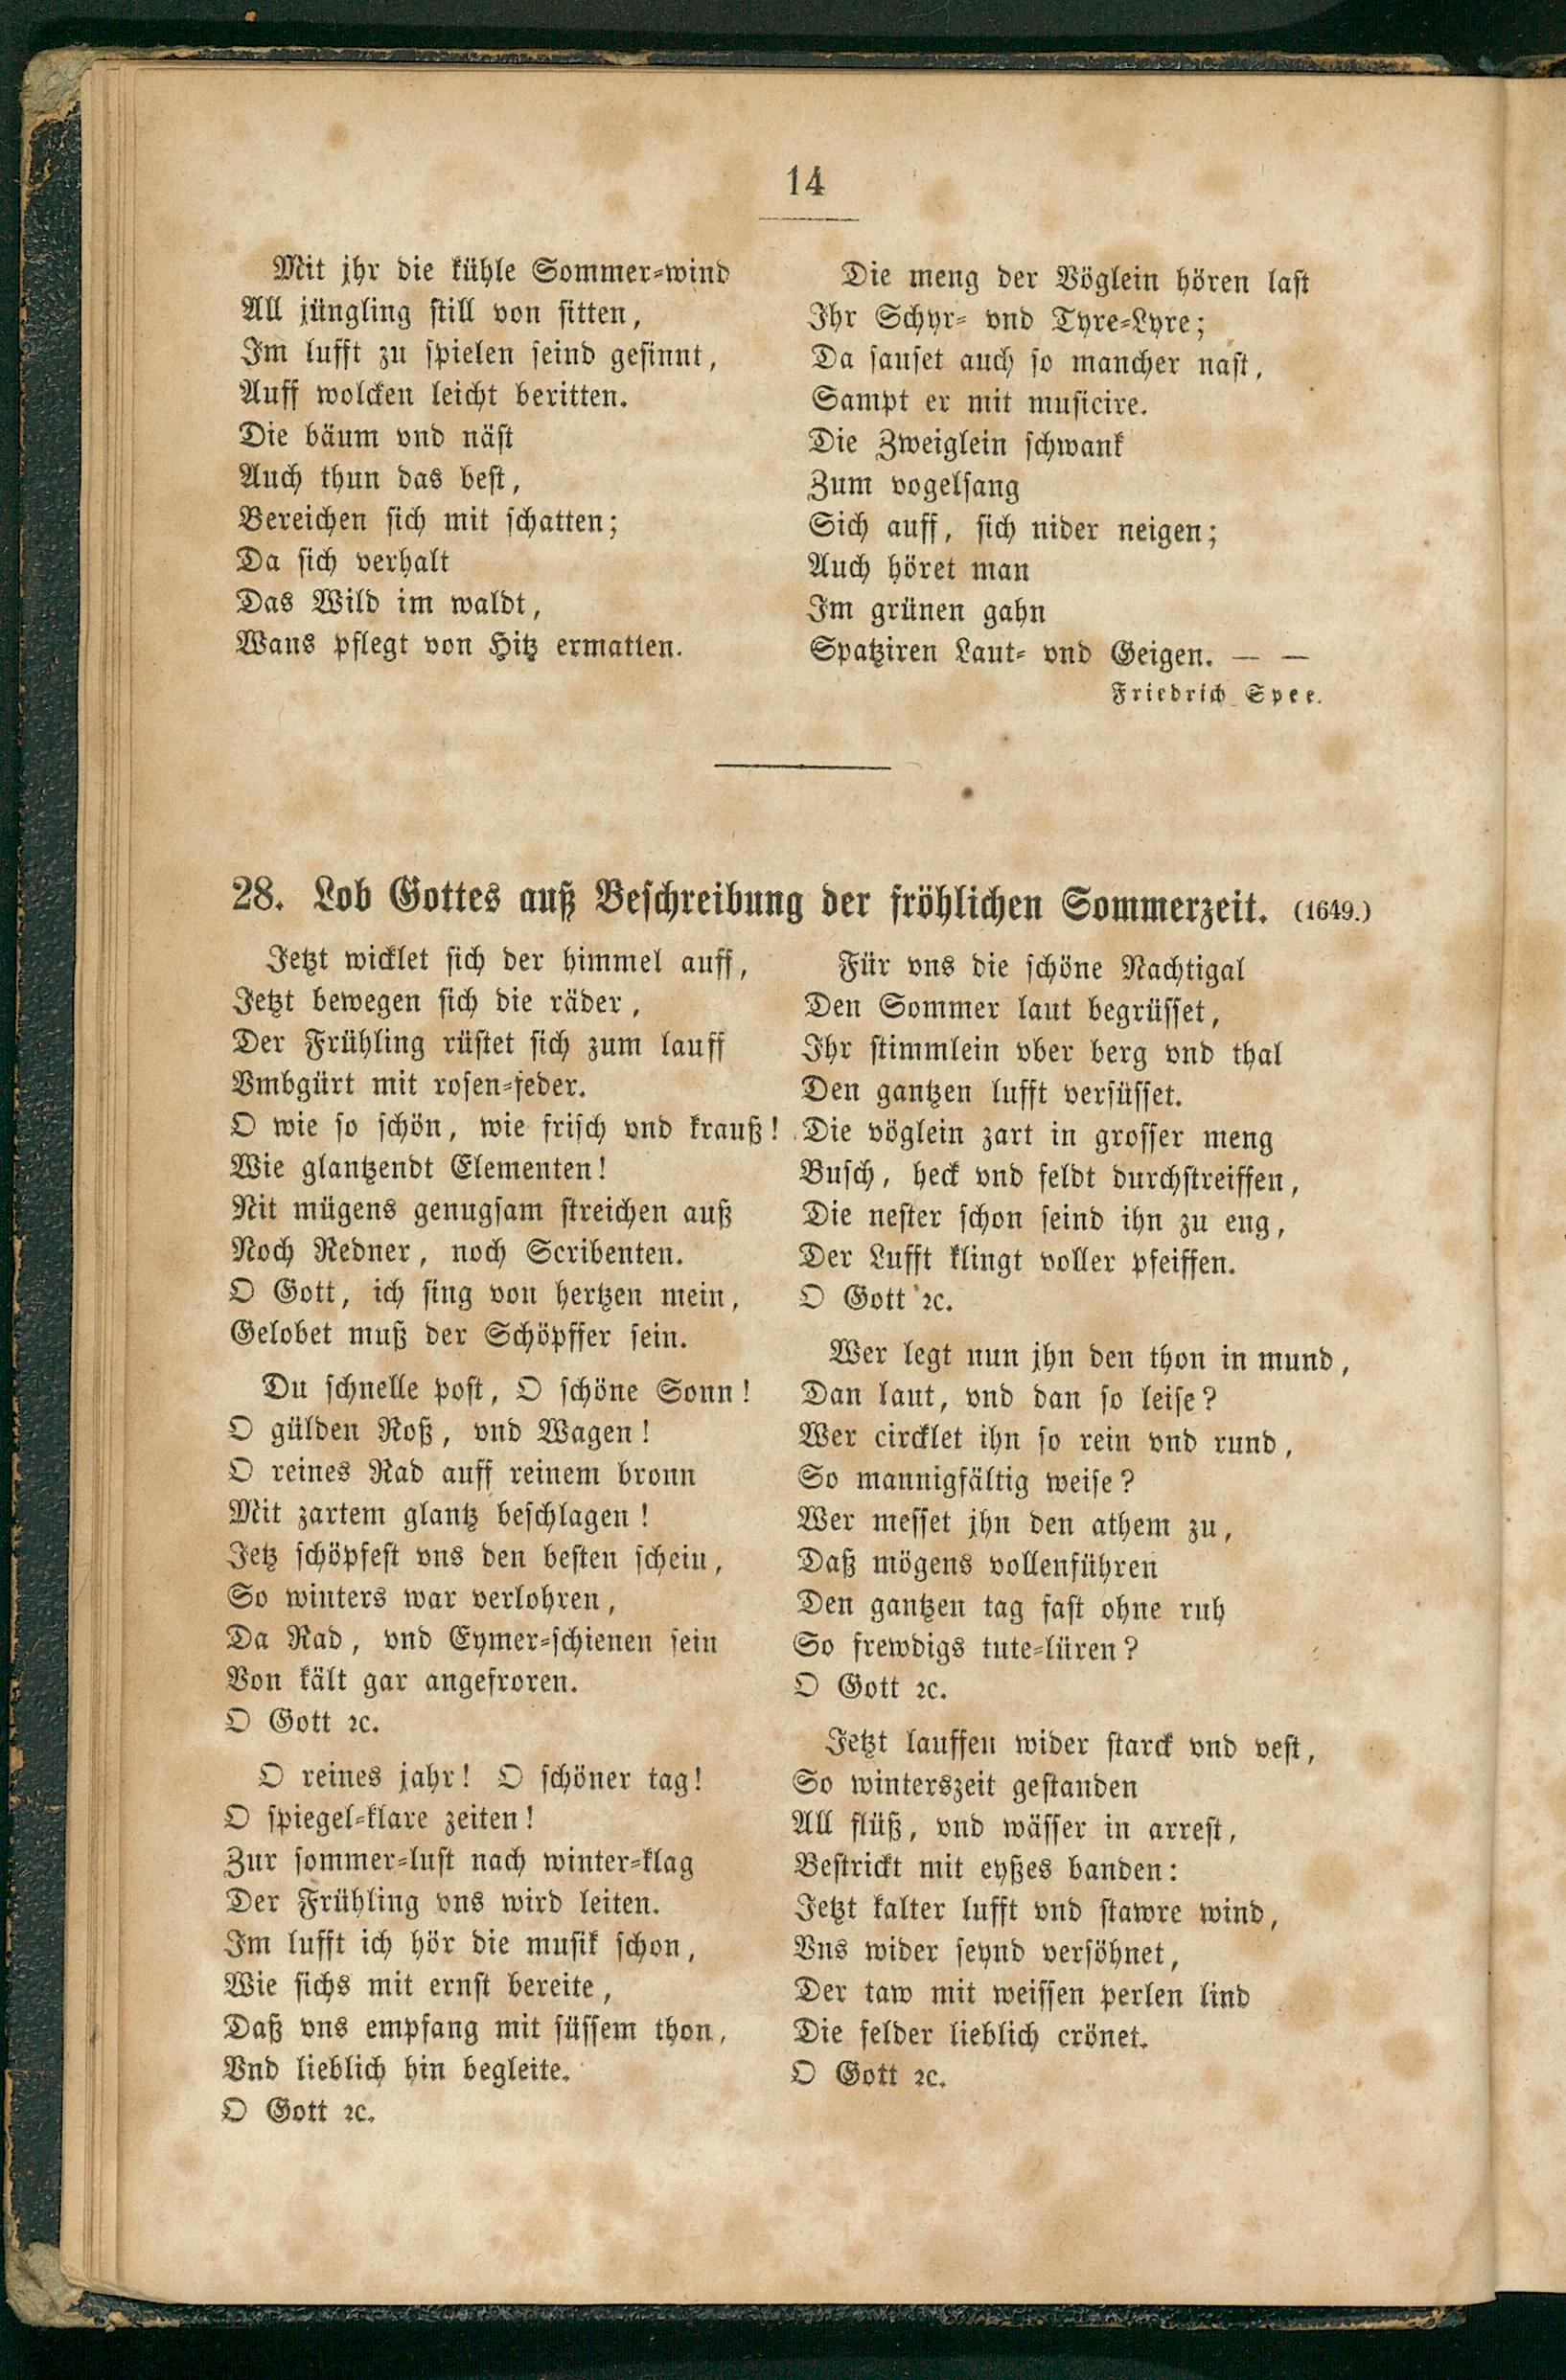 14
Mit jhr die kühle Sommer-wind
All jüngling still von sitten,
Im lufft zu spielen seind gesinnt,
Auff wolcken leicht beritten.
Die bäum vnd näst
Auch thun das best,
Bereichen sich mit schatten;
Da sich verhalt
Das Wild im waldt,
Wans pflegt von Hitz ermatten.
Die meng der Vöglein hören last
Ihr Schyr- vnd Tyre-Lyre;
Da sauset auch so mancher nast,
Sampt er mit musicire.
Die Zweiglein schwank
Zum vogelsang
Sich auff, sich nider neigen;
Auch höret man
Im grünen gahn
Spatziren Laut- vnd Geigen. — —
Friedrich Spee.
28. Lob Gottes auß Beschreibung der fröhlichen Sommerzeit. (1649.)
Jetzt wicklet sich der himmel auff,
Jetzt bewegen sich die räder,
Der Frühling rüstet sich zum lauff
Vmbgürt mit rosen-feder.
O wie so schön, wie frisch vnd krauß!
Wie glantzendt Elementen!
Nit mügens genugsam streichen auß
Noch Redner, noch Scribenten.
O Gott, ich sing von hertzen mein,
Gelobet muß der Schöpffer sein.
Du schnelle post, O schöne Sonn!
O gülden Roß, vnd Wagen!
O reines Rad auff reinem bronn
Mit zartem glantz beschlagen!
Jetz schöpfest vns den besten schein,
So winters war verlohren,
Da Rad, vnd Eymer-schienen sein
Von kält gar angefroren.
O Gott ꝛc.
O reines jahr! O schöner tag!
O spiegel-klare zeiten!
Zur sommer-lust nach winter-klag
Der Frühling vns wird leiten.
Im lufft ich hör die musik schon,
Wie sichs mit ernst bereite,
Daß vns empfang mit süssem thon,
Vnd lieblich hin begleite.
O Gott ꝛc.
Für vns die schöne Nachtigal
Den Sommer laut begrüsset,
Ihr stimmlein vber berg vnd thal
Den gantzen lufft versüsset.
Die vöglein zart in grosser meng
Busch, heck vnd feldt durchstreiffen,
Die nester schon seind ihn zu eng,
Der Lufft klingt voller pfeiffen.
O Gott ꝛc.
Wer legt nun jhn den thon in mund,
Dan laut, vnd dan so leise?
Wer circklet ihn so rein vnd rund,
So mannigfältig weise?
Wer messet jhn den athem zu,
Daß mögens vollenführen
Den gantzen tag fast ohne ruh
So frewdigs tute-lüren?
O Gott ꝛc.
Jetzt lauffen wider starck vnd vest,
So winterszeit gestanden
All flüß, vnd wässer in arrest,
Bestrickt mit eyßes banden:
Jetzt kalter lufft vnd stawre wind,
Vns wider seynd versöhnet,
Der taw mit weissen perlen lind
Die felder lieblich crönet.
O Gott ꝛc.